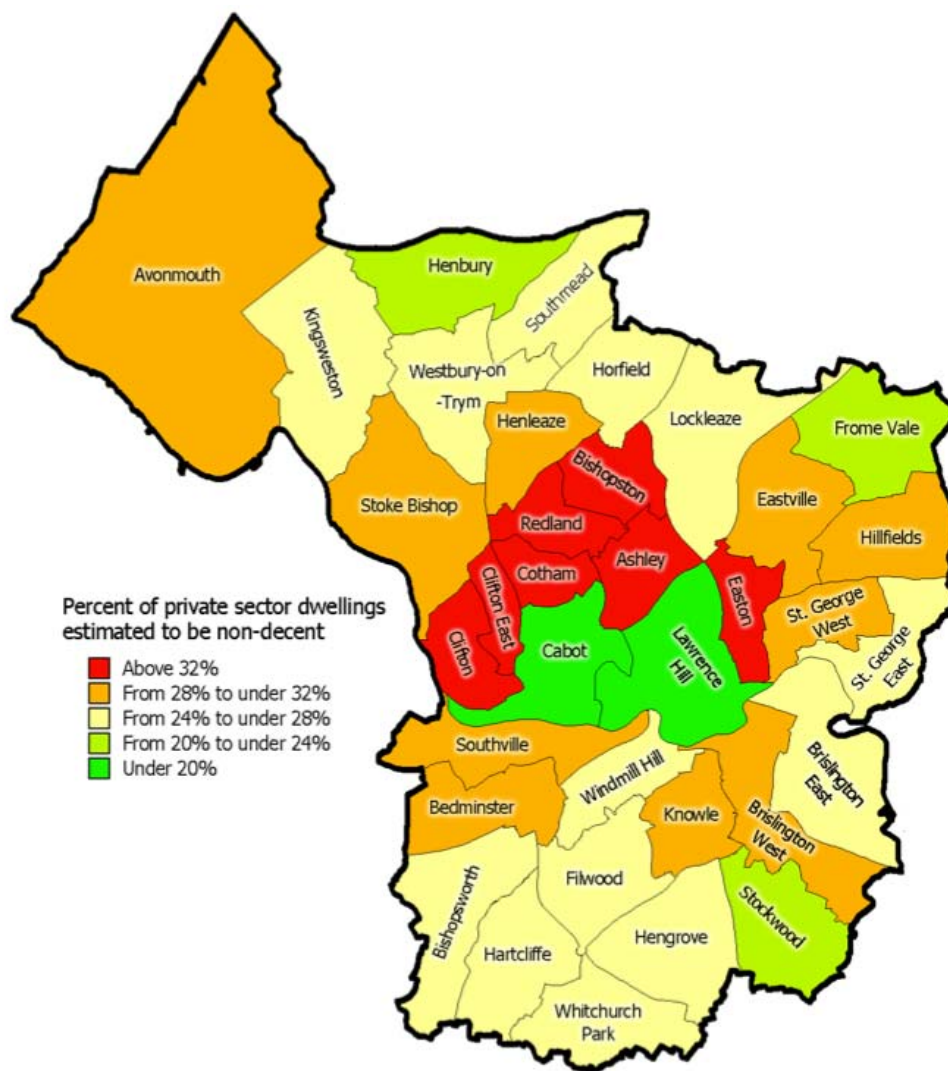 Avonmouth
Henbury
Southmead
Kingsweston
Westbury-on
-Trym
Horfield
Henleaze
Lockleaze
Frome Vale
Bishopston
Stoke Bishop
Eastville
Redland
Hillfields
Ashley
Cotham
Clifton East
Easton
St. George
West
Clifton
Cabot
Lawrence
Hill
St. George
East
Percent of private sector dwellings
estimated to be non-decent
Above 32%
From 28% to under 32%
From 24% to under 28%
From 20% to under 24%
Under 20%
Southville
Windmill Hill
Brislington
East
Bedminster
Knowle
Brislington
West
Filwood
Bishopsworth
Stockwood
Hengrove
Hartcliffe
Whitchurch
Park